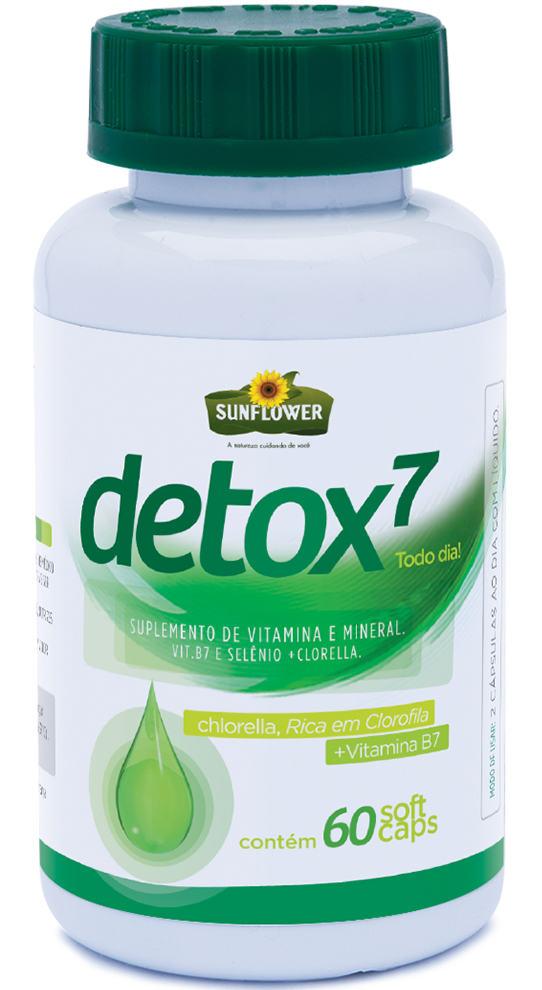 SUNFLOWER
A natureza cuidando de você
detox7
Todo dia!
SUPLEMENTO DE VITAMINA E MINERAL.
VIT.B7 E SELÊNIO +CLORELLA.
chlorella, Rica em Clorofila
+Vitamina B7
contém 60 soft
caps
MODO DE USAR: 2 CÁPSULAS AO DIA COM LÍQUIDO.